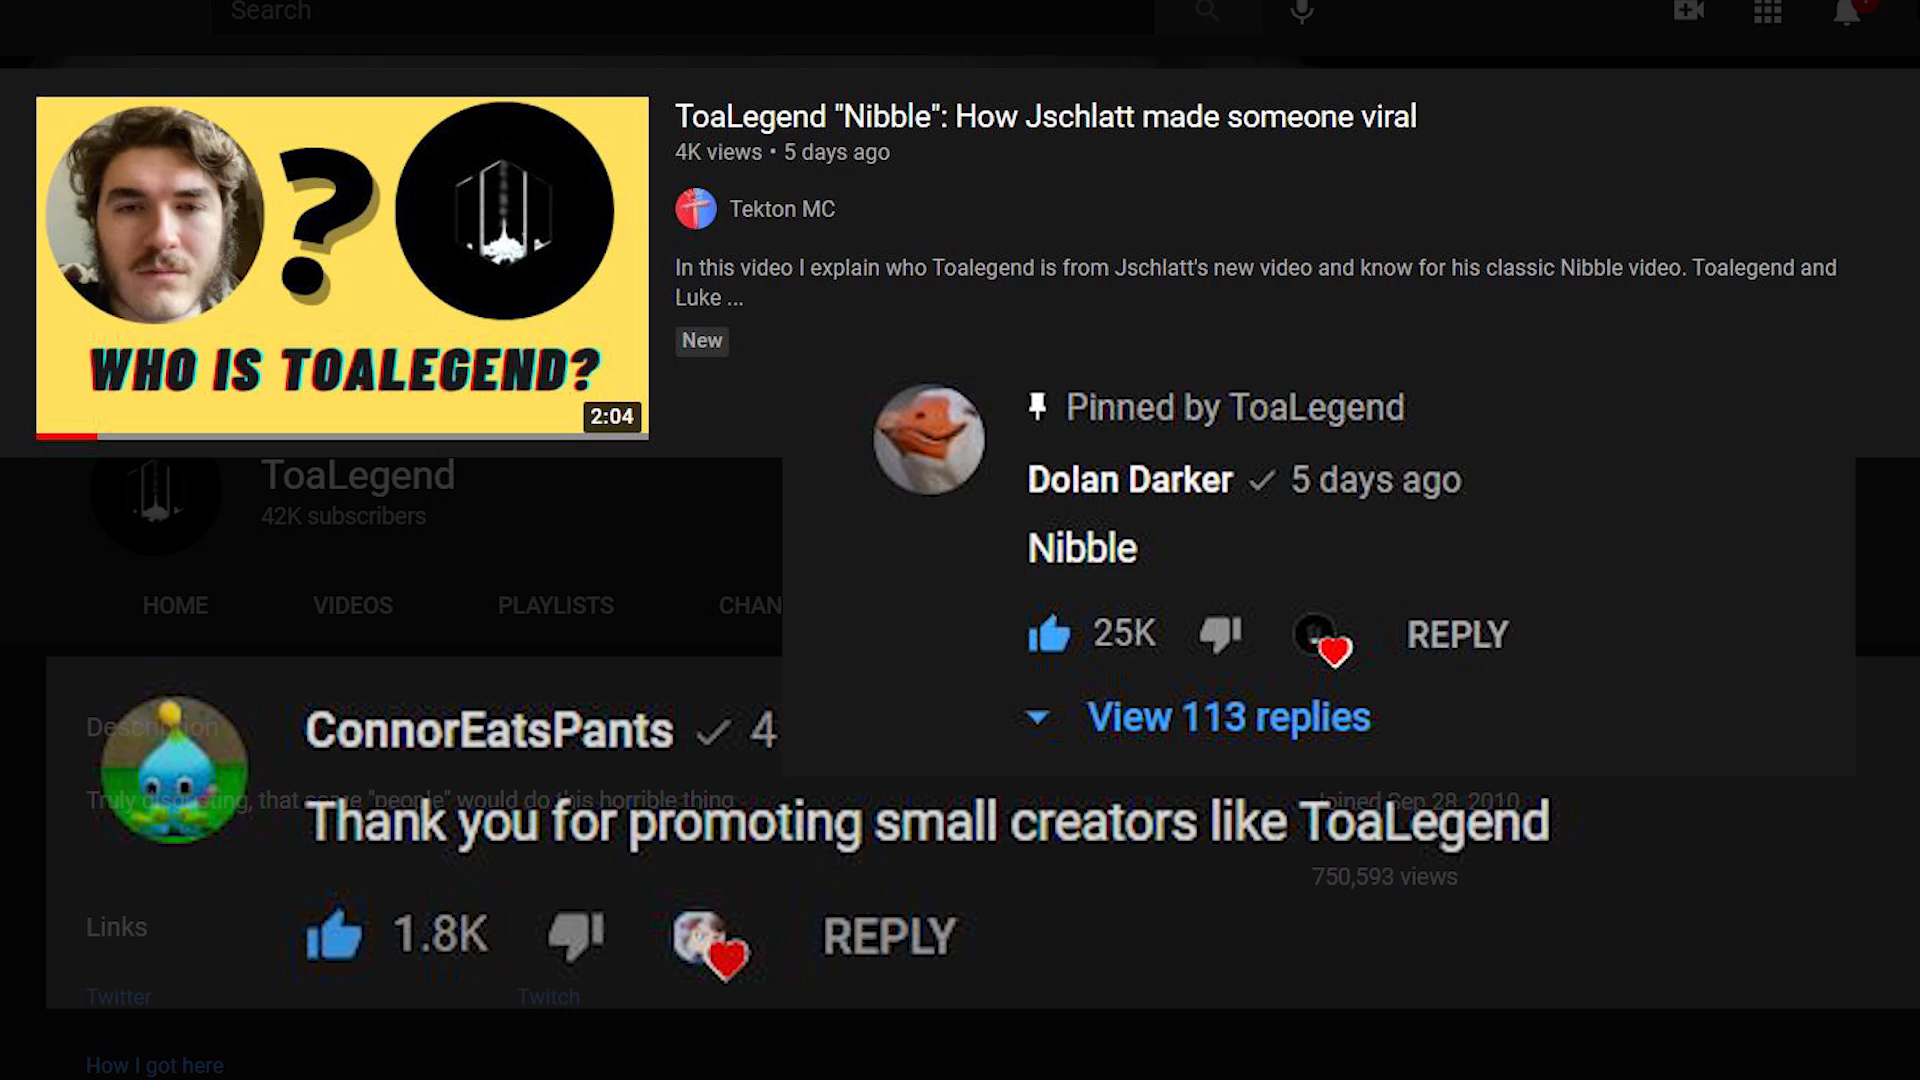 Search
ToaLegend "Nibble": How Jschlatt made someone viral
4K views • 5 days ago
Tekton MC
In this video I explain who Toalegend is from Jschlatt's new video and know for his classic Nibble video. Toalegend and
Luke ...
New
?
WHO IS TOALEGEND?
2:04
Pinned by ToaLegend
Dolan Darker ✓ 5 days ago
Nibble
25K
REPLY
View 113 replies
ToaLegend
42K subscribers
HOME VIDEOS PLAYLISTS CHAN
Description
Truly disgusting, that some "people" would do this horrible thing
ConnorEatsPants ✓ 4
Thank you for promoting small creators like ToaLegend
1.8K
REPLY
Joined Sep 28, 2010
750,593 views
Links
Twitter
Twitch
How I got here